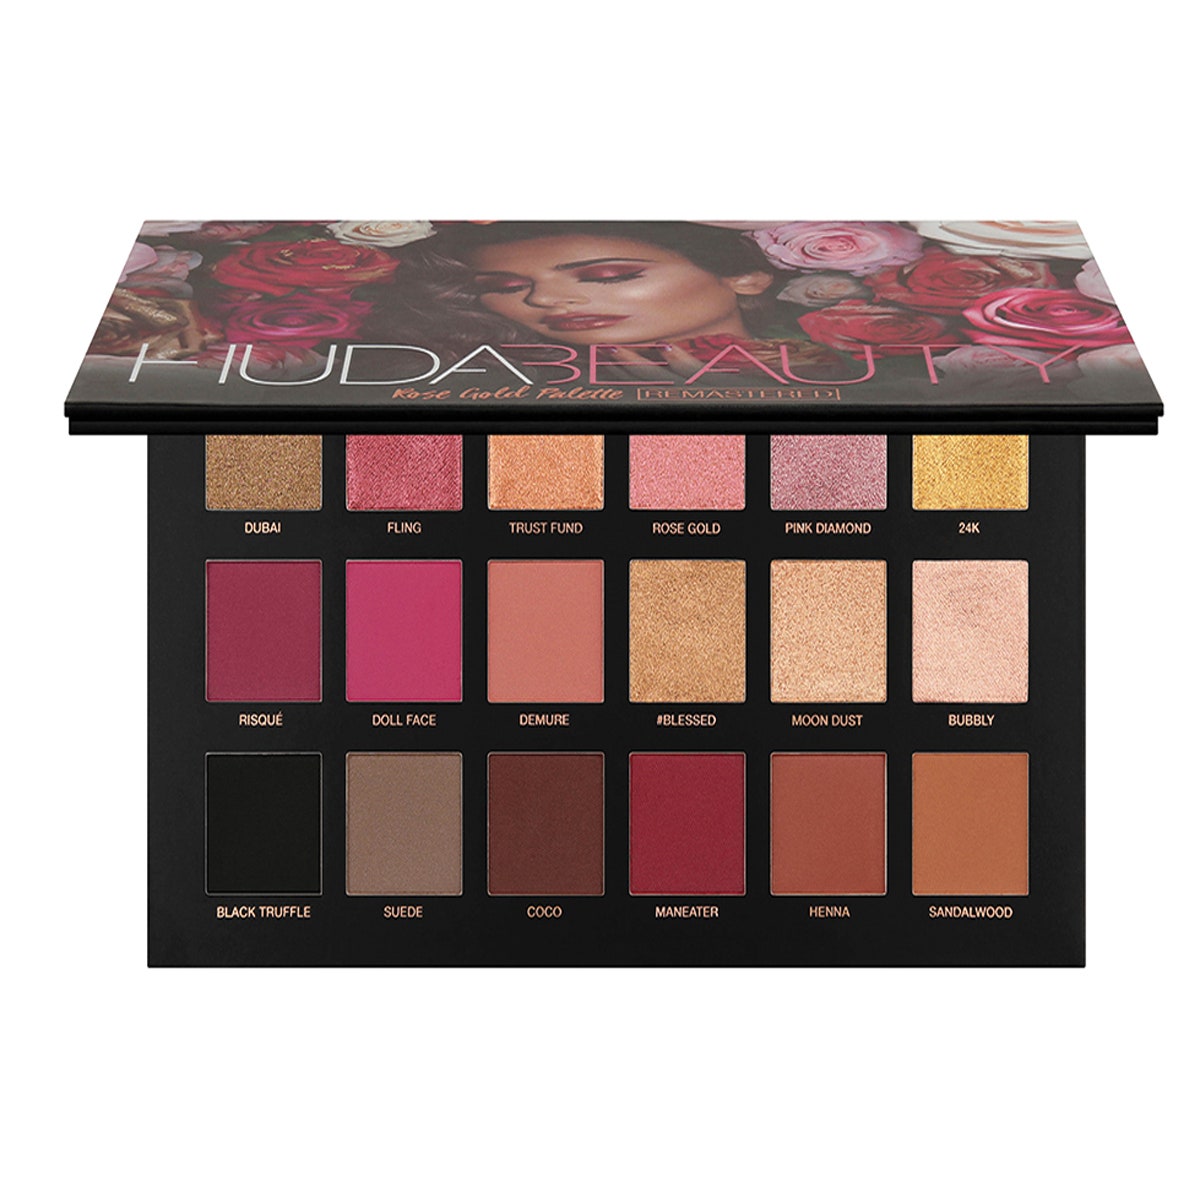 HUDABEAUTY
Rose Gold Palette [REMASTERED]
DUBAI FLING TRUST FUND ROSE GOLD PINK DIAMOND 24K
RISQUÉ DOLL FACE DEMURE #BLESSED MOON DUST BUBBLY
BLACK TRUFFLE SUEDE COCO MANEATER HENNA SANDALWOOD